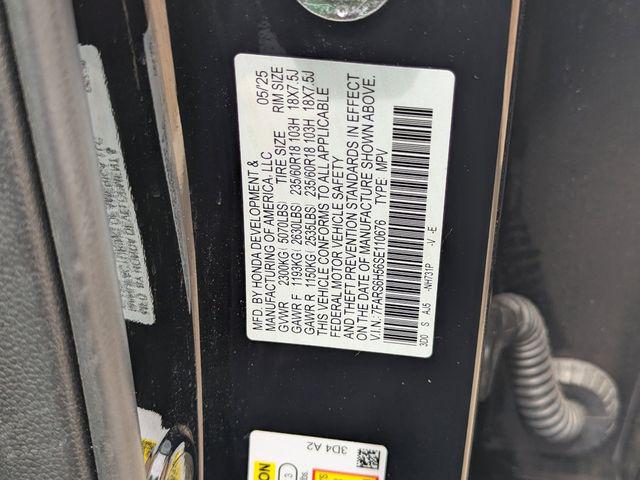 MFD. BY HONDA DEVELOPMENT & 05/'25
MANUFACTURING OF AMERICA, LLC
TIRE SIZE RIM SIZE
GVWR 2300KG( 5070LBS)
GAWR F 1193KG( 2630LBS) 235/60R18 103H 18X7.5J
GAWR 1150KG( 2535LBS) 235/60R18 103H 18X7.5J
THIS VEHICLE CONFORMS TO ALL APPLICABLE
FEDERAL MOTOR VEHICLE SAFETY
AND THEFT PREVENTION STANDARDS IN EFFECT
ON THE DATE OF MANUFACTURE SHOWN ABOVE.
V.I.N: 7FARS6H56SE110676 TYPE: MPV
3D0 S AJ5 -NH731P -V. -E
3D4 A2
3